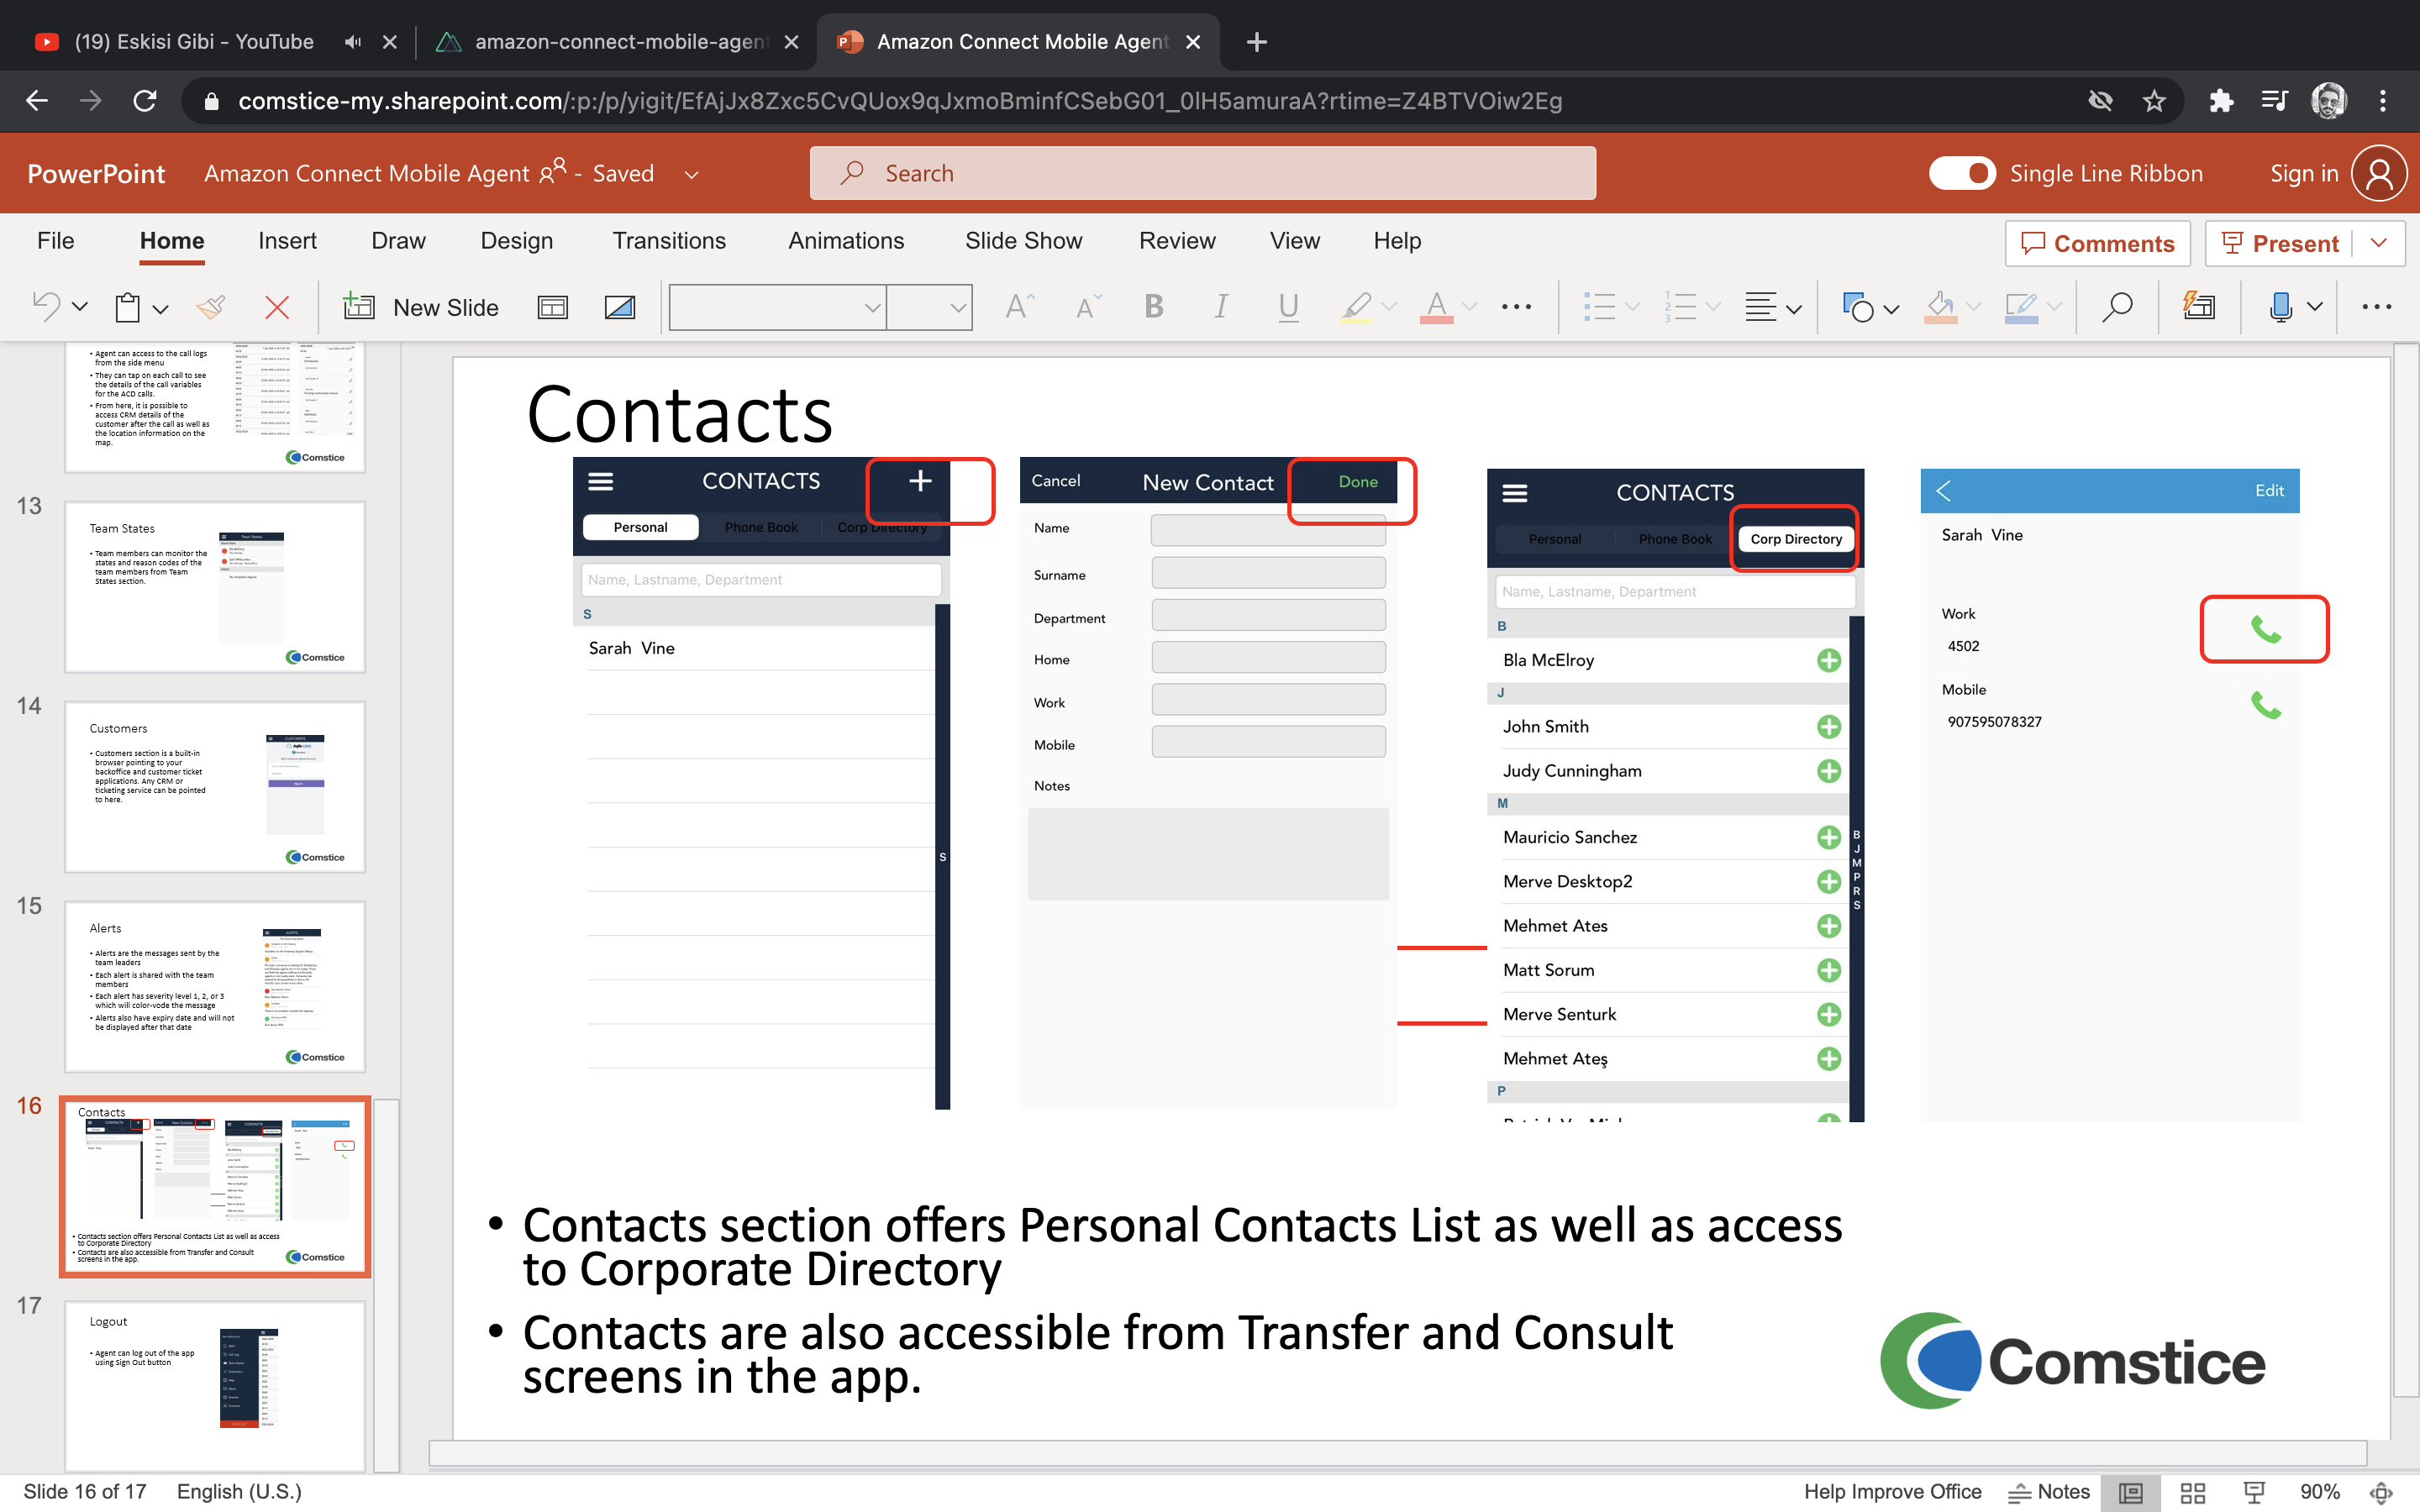 (19) Eskisi Gibi - YouTube
amazon-connect-mobile-agent
Amazon Connect Mobile Agent
comstice-my.sharepoint.com/:p:/p/yigit/EfAjJx8Zxc5CvQUox9qJxmoBminfCSebG01_0lH5amuraA?rtime=Z4BTVOiw2Eg
PowerPoint
Amazon Connect Mobile Agent - Saved
Search
Single Line Ribbon
Sign in
File
Home
Insert
Draw
Design
Transitions
Animations
Slide Show
Review
View
Help
Comments
Present
New Slide
• Agent can access to the call logs
from the side menu
• They can tap on each call to see
the details of the call variables
for the ACD calls.
• From here, it is possible to
access CRM details of the
customer after the call as well as
the location information on the
map.
Comstice
13
Team States
• Team members can monitor the
states and reason codes of the
team members from Team
States section.
Team States
Comstice
14
Customers
• Customers section is a built-in
browser pointing to your
backoffice and customer ticket
applications. Any CRM or
ticketing service can be pointed
to here.
CUSTOMERS
Comstice
15
Alerts
• Alerts are the messages sent by the
team leaders
• Each alert is shared with the team
members
• Each alert has severity level 1, 2, or 3
which will color-vode the message
• Alerts also have expiry date and will not
be displayed after that date
ALERTS
Comstice
16
Contacts
• Contacts section offers Personal Contacts List as well as access
to Corporate Directory
• Contacts are also accessible from Transfer and Consult
screens in the app.
Comstice
17
Logout
• Agent can log out of the app
using Sign Out button
Contacts
CONTACTS
+
Personal
Phone Book
Corp Directory
Name, Lastname, Department
S
Sarah Vine
S
Cancel
New Contact
Done
Name
Surname
Department
Home
Work
Mobile
Notes
CONTACTS
Personal
Phone Book
Corp Directory
Name, Lastname, Department
B
Bla McElroy
J
John Smith
Judy Cunningham
M
Mauricio Sanchez
Merve Desktop2
Mehmet Ates
Matt Sorum
Merve Senturk
Mehmet Ateş
P
B
J
M
P
R
S
Edit
Sarah Vine
Work
4502
Mobile
907595078327
• Contacts section offers Personal Contacts List as well as access
to Corporate Directory
• Contacts are also accessible from Transfer and Consult
screens in the app.
Comstice
Slide 16 of 17
English (U.S.)
Help Improve Office
Notes
90%